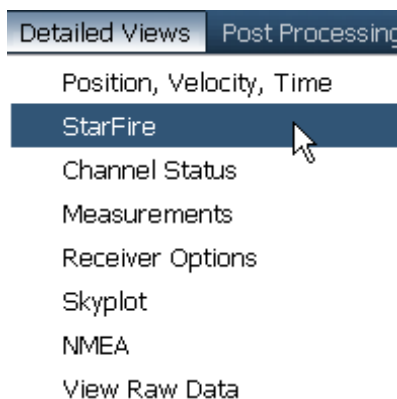 Detailed Views Post Processing
Position, Velocity, Time
StarFire
Channel Status
Measurements
Receiver Options
Skyplot
NMEA
View Raw Data